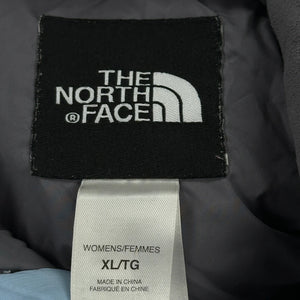 THE
NORTH
® FACE
WOMENS/FEMMES
XL/TG
MADE IN CHINA
FABRIQUÉ EN CHINE